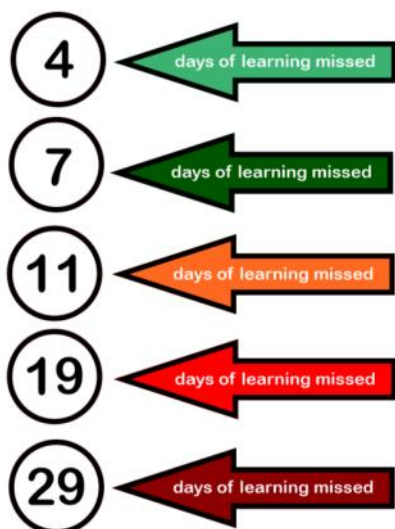 4 days of learning missed
7 days of learning missed
11 days of learning missed
19 days of learning missed
29 days of learning missed